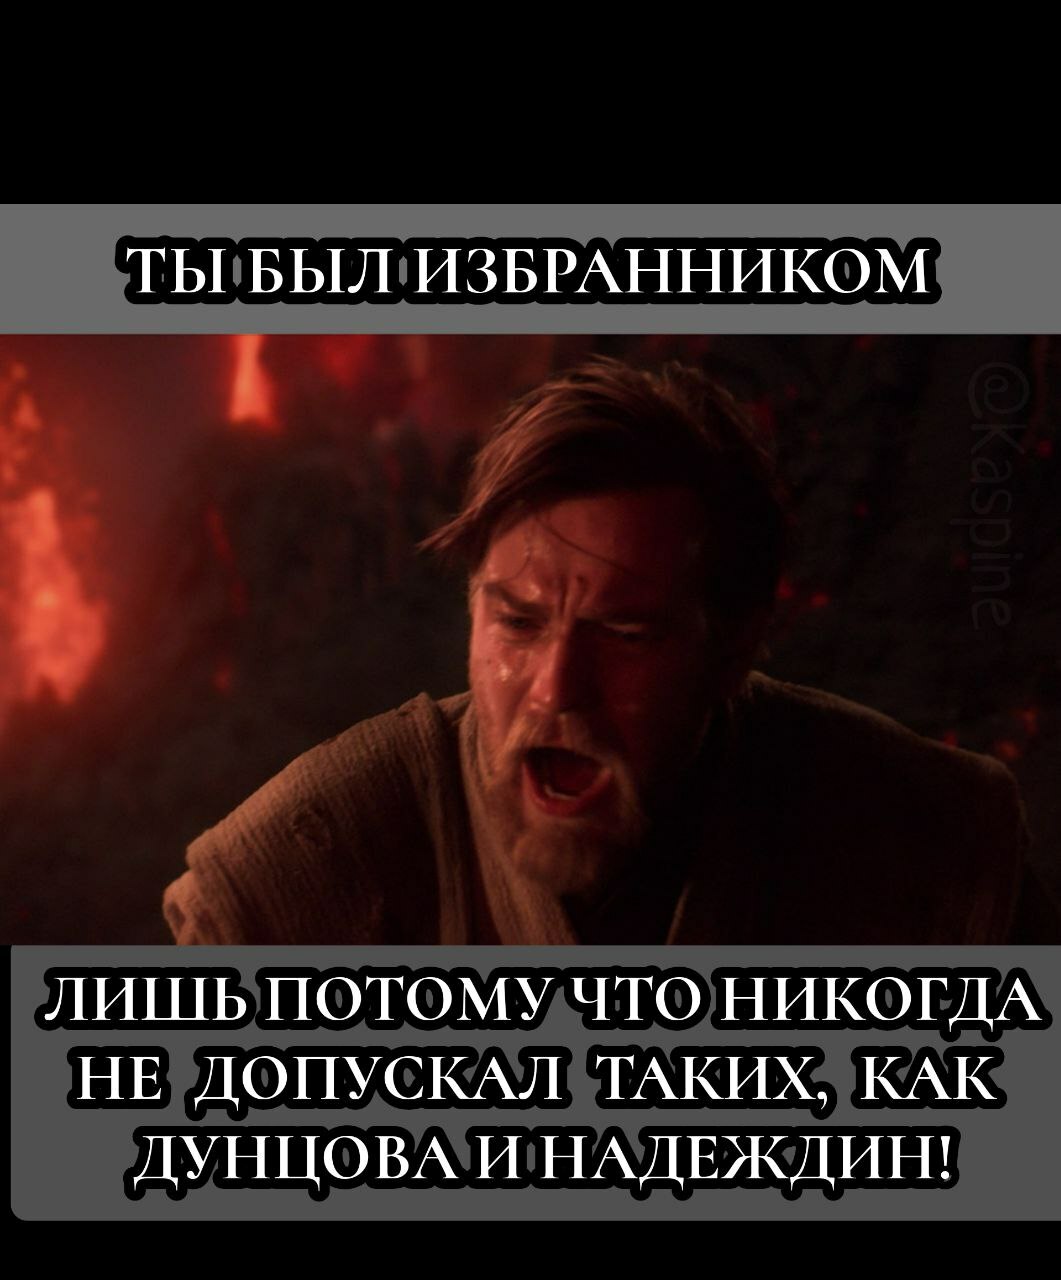 ТЫ БЫЛ ИЗБРАННИКОМ
@Kaspine
ЛИШЬ ПОТОМУ ЧТО НИКОГДА
НЕ ДОПУСКАЛ ТАКИХ, КАК
ДУНЦОВА И НАДЕЖДИН!